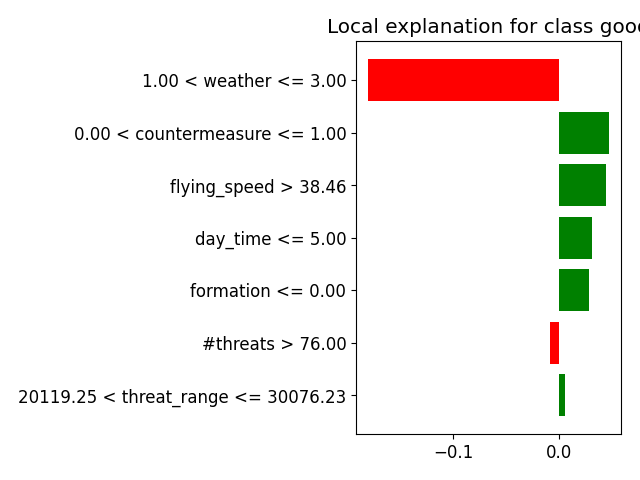 Local explanation for class good
1.00 < weather <= 3.00
0.00 < countermeasure <= 1.00
flying_speed > 38.46
day_time <= 5.00
formation <= 0.00
#threats > 76.00
20119.25 < threat_range <= 30076.23
−0.1 0.0